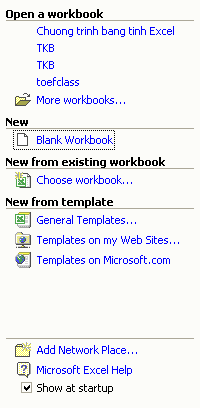 Open a workbook
Chuong trinh bang tinh Excel
TKB
TKB
toefclass
More workbooks...
New
Blank Workbook
New from existing workbook
Choose workbook...
New from template
General Templates...
Templates on my Web Sites...
Templates on Microsoft.com
Add Network Place...
Microsoft Excel Help
Show at startup